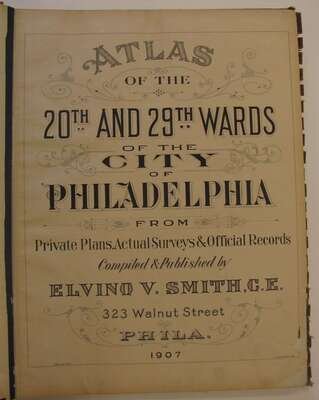 ATLAS
OF THE
20TH AND 29TH WARDS
OF THE
CITY
OF
PHILADELPHIA
FROM
Private Plans, Actual Surveys & Official Records
Compiled & Published by
ELVINO V. SMITH, C.E.
323 Walnut Street
PHILA.
1907